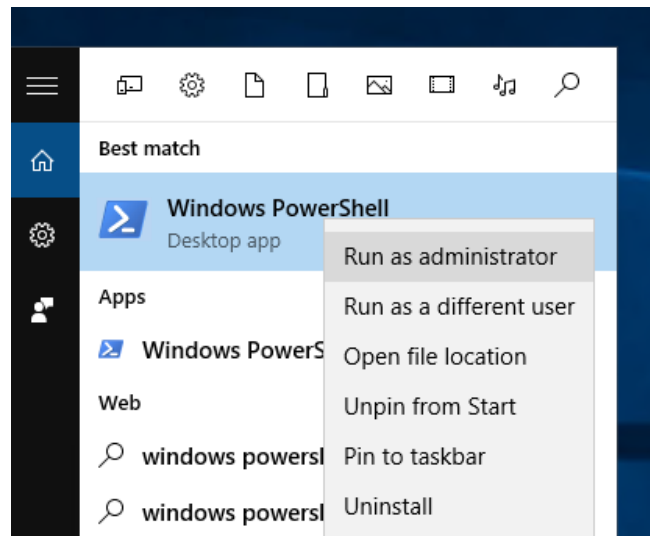 Best match
Windows PowerShell
Desktop app
Apps
Windows PowerS
Web
windows powersl
windows powersl
Run as administrator
Run as a different user
Open file location
Unpin from Start
Pin to taskbar
Uninstall